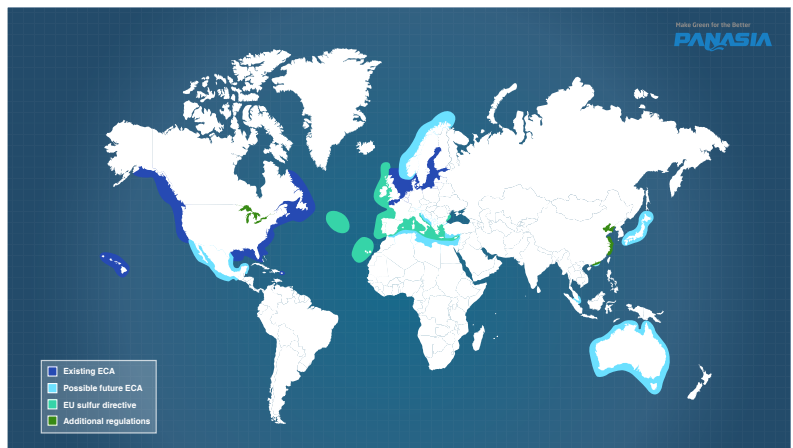 Make Green for the Better
PANASIA
Existing ECA
Possible future ECA
EU sulfur directive
Additional regulations